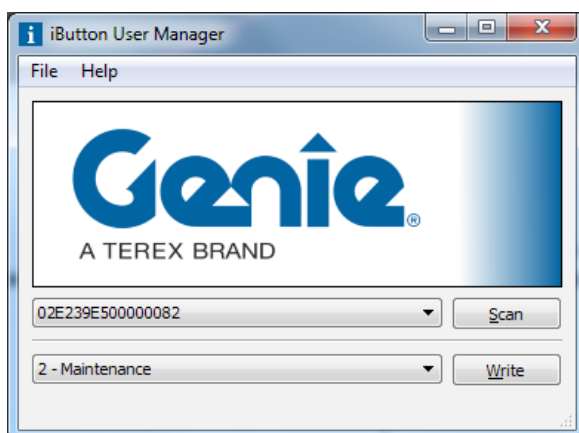 iButton User Manager
File Help
Genie®
A TEREX BRAND
02E239E500000082
Scan
2 - Maintenance
Write